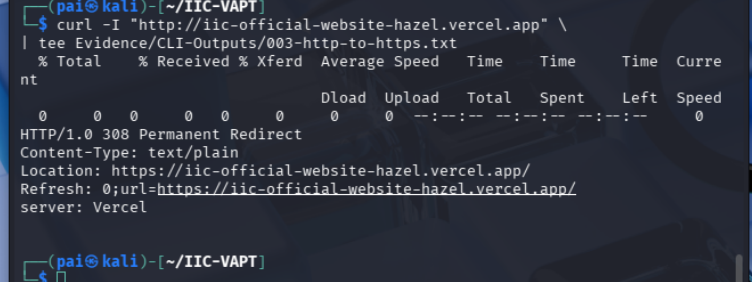 ┌──(pai㉿kali)-[~/IIC-VAPT]
└─$ curl -I "http://iic-official-website-hazel.vercel.app" \
| tee Evidence/CLI-Outputs/003-http-to-https.txt
  % Total    % Received % Xferd  Average Speed   Time    Time     Time  Curre
nt
                                 Dload  Upload   Total   Spent    Left  Speed
  0     0   0     0   0     0      0      0 --:--:-- --:--:-- --:--:--     0
HTTP/1.0 308 Permanent Redirect
Content-Type: text/plain
Location: https://iic-official-website-hazel.vercel.app/
Refresh: 0;url=https://iic-official-website-hazel.vercel.app/
server: Vercel
┌──(pai㉿kali)-[~/IIC-VAPT]
└─$